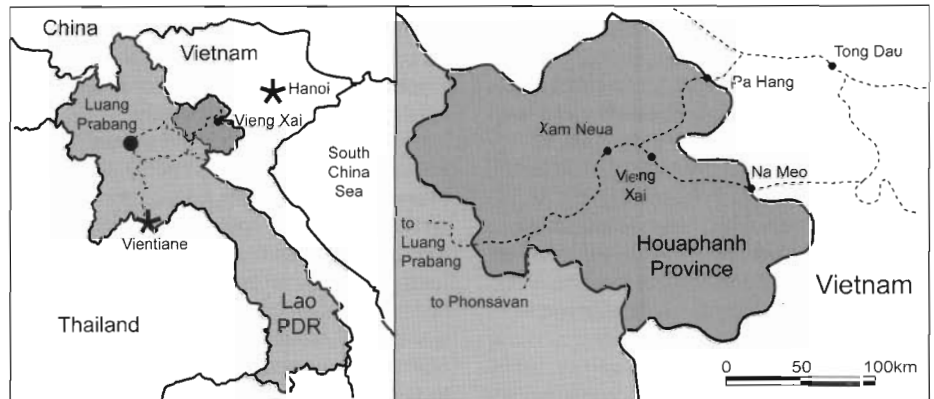 China
Vietnam
Hanoi
Luang
Prabang
Vieng Xai
South
China
Sea
Vientiane
Lao
PDR
Thailand
Tong Dau
Pa Hang
Xam Neua
Vieng
Xai
Na Meo
to
Luang
Prabang
Houaphanh
Province
to Phonsavan
Vietnam
0 50 100km